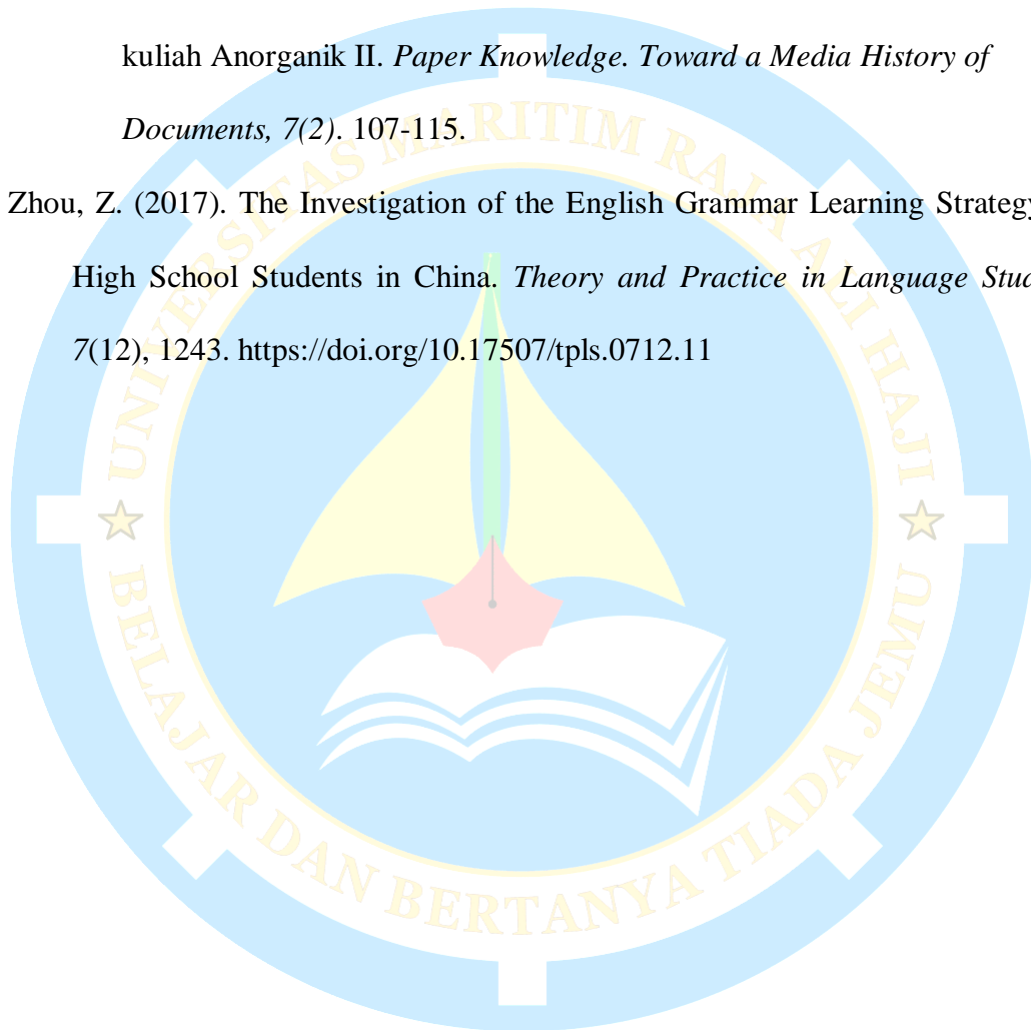 kuliah Anorganik II. Paper Knowledge. Toward a Media History of
Documents, 7(2). 107-115.
Zhou, Z. (2017). The Investigation of the English Grammar Learning Strategy
High School Students in China. Theory and Practice in Language Stud
7(12), 1243. https://doi.org/10.17507/tpls.0712.11
UNIVERSITAS MARITIM RAJA ALI HAJI
BELAJAR DAN BERTANYA TIADA JEMU